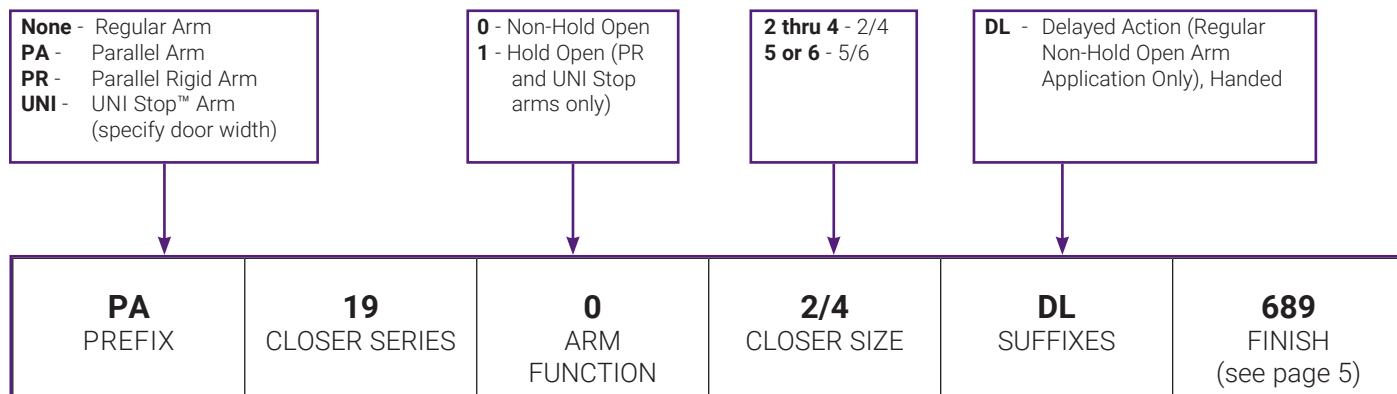 None - Regular Arm
PA - Parallel Arm
PR - Parallel Rigid Arm
UNI - UNI Stop™ Arm
(specify door width)
0 - Non-Hold Open
1 - Hold Open (PR
and UNI Stop
arms only)
2 thru 4 - 2/4
5 or 6 - 5/6
DL - Delayed Action (Regular
Non-Hold Open Arm
Application Only), Handed
PA
PREFIX
19
CLOSER SERIES
0
ARM
FUNCTION
2/4
CLOSER SIZE
DL
SUFFIXES
689
FINISH
(see page 5)